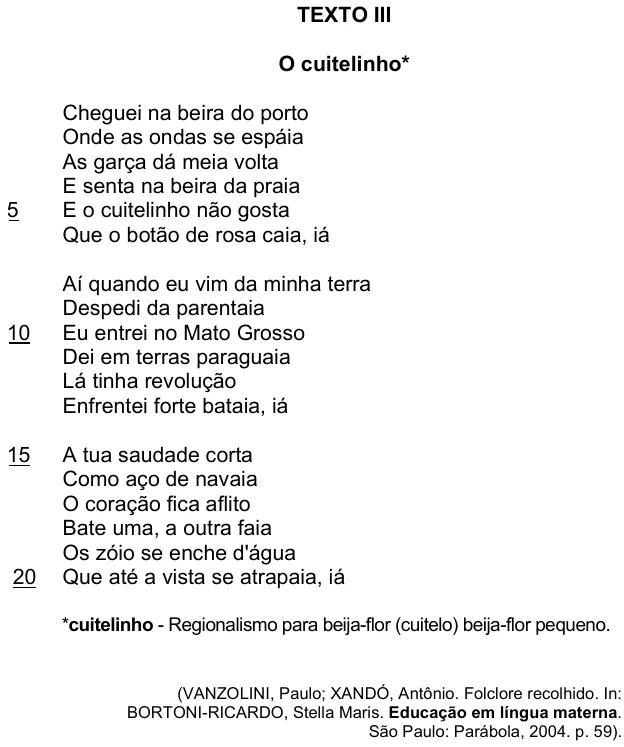 TEXTO III
O cuitelinho*
Cheguei na beira do porto
Onde as ondas se espáia
As garça dá meia volta
E senta na beira da praia
5 E o cuitelinho não gosta
Que o botão de rosa caia, iá
Aí quando eu vim da minha terra
Despedi da parentaia
10 Eu entrei no Mato Grosso
Dei em terras paraguaia
Lá tinha revolução
Enfrentei forte bataia, iá
15 A tua saudade corta
Como aço de navaia
O coração fica aflito
Bate uma, a outra faia
Os zóio se enche d'água
20 Que até a vista se atrapaia, iá
*cuitelinho - Regionalismo para beija-flor (cuitelo) beija-flor pequeno.
(VANZOLINI, Paulo; XANDÓ, Antônio. Folclore recolhido. In:
BORTONI-RICARDO, Stella Maris. Educação em língua materna.
São Paulo: Parábola, 2004. p. 59).